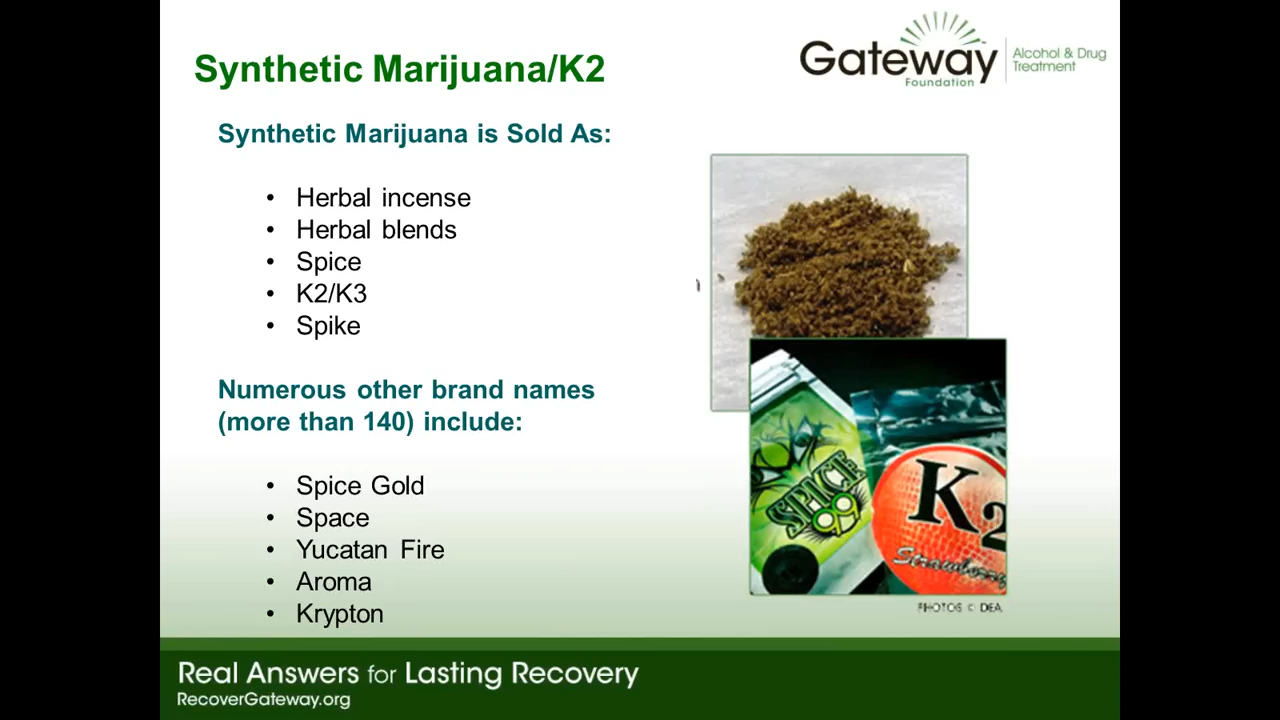 Synthetic Marijuana/K2
Gateway
Foundation
Alcohol & Drug
Treatment
Synthetic Marijuana is Sold As:
• Herbal incense
• Herbal blends
• Spice
• K2/K3
• Spike
Numerous other brand names
(more than 140) include:
• Spice Gold
• Space
• Yucatan Fire
• Aroma
• Krypton
SPICE
99
K2
Strawberry
PHOTOS © DEA
Real Answers for Lasting Recovery
RecoverGateway.org